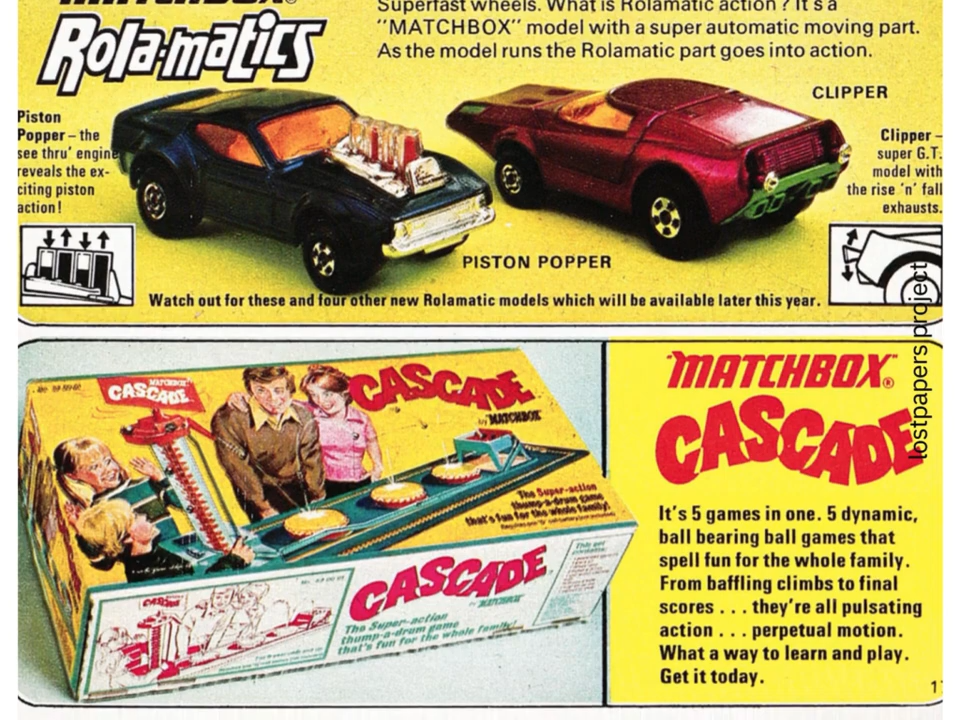 MATCHBOX®
Rola-matics
Superfast wheels. What is Rolamatic action? It's a
"MATCHBOX" model with a super automatic moving part.
As the model runs the Rolamatic part goes into action.
Piston
Popper – the
see thru' engine
reveals the ex-
citing piston
action!
CLIPPER
Clipper –
super G.T.
model with
the rise 'n' fall
exhausts.
PISTON POPPER
Watch out for these and four other new Rolamatic models which will be available later this year.
lostpapers project
MATCHBOX
CASCADE
CASCADE
by MATCHBOX
The Super-action
thump-a-drum game
that's fun for the whole family!
CASCADE
CASCADE
by MATCHBOX
The Super-action
thump-a-drum game
that's fun for the whole family!
"MATCHBOX"®
CASCADE
It's 5 games in one. 5 dynamic,
ball bearing ball games that
spell fun for the whole family.
From baffling climbs to final
scores . . . they're all pulsating
action . . . perpetual motion.
What a way to learn and play.
Get it today.